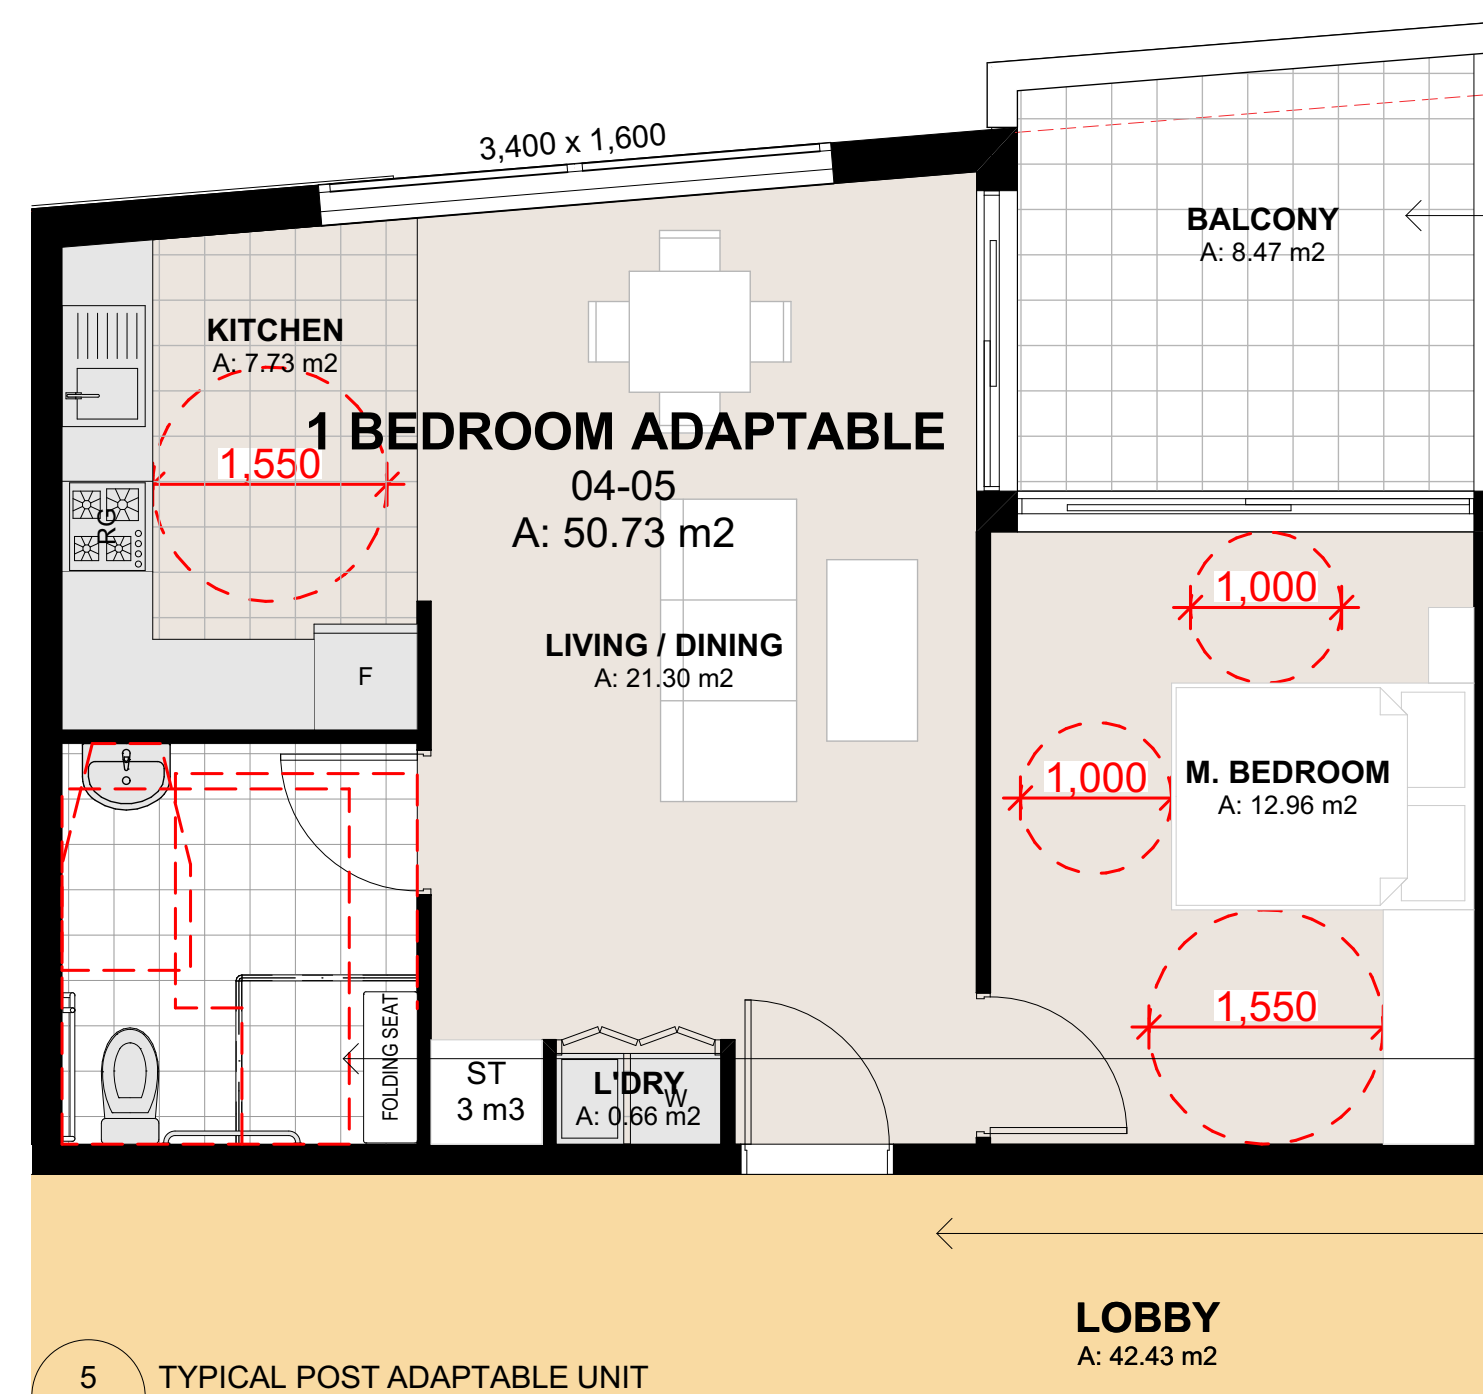 3,400 x 1,600
BALCONY
A: 8.47 m2
KITCHEN
A: 7.73 m2
1 BEDROOM ADAPTABLE
04-05
A: 50.73 m2
1,550
RG
1,000
LIVING / DINING
A: 21.30 m2
F
1,000
M. BEDROOM
A: 12.96 m2
1,550
FOLDING SEAT
ST
3 m3
L'DRY
W
A: 0.66 m2
LOBBY
A: 42.43 m2
5
TYPICAL POST ADAPTABLE UNIT